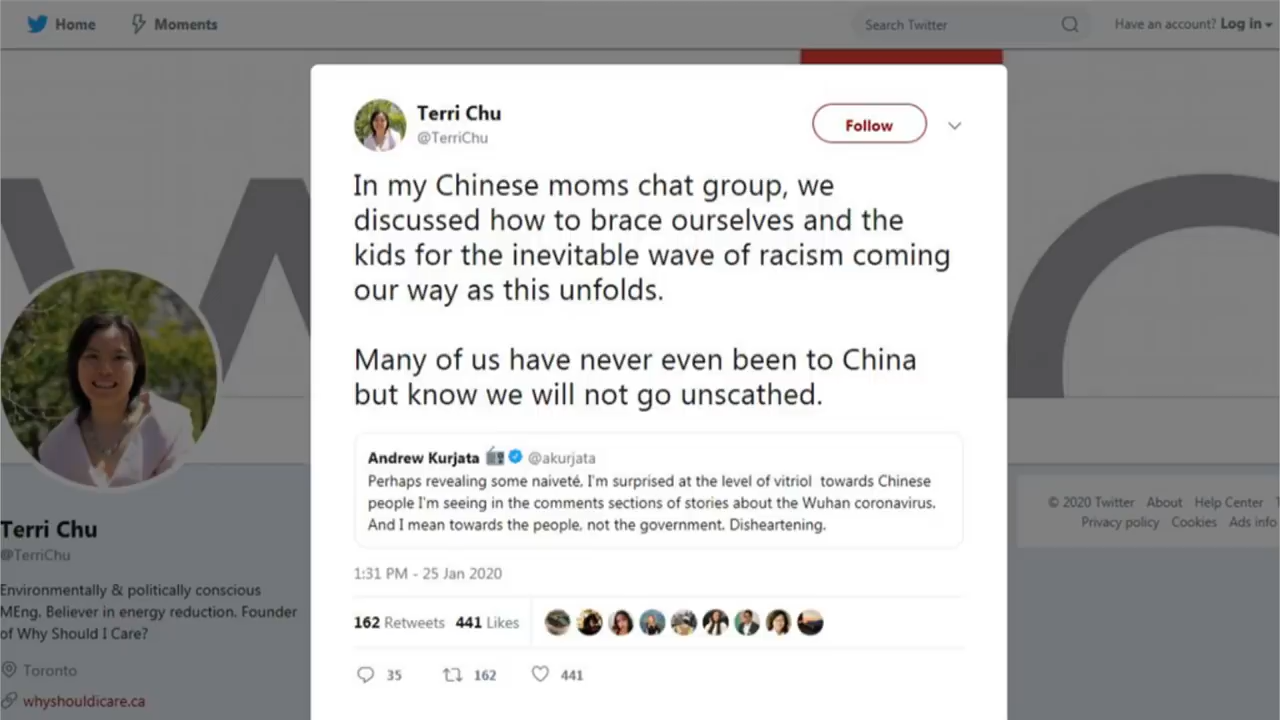 Home
Moments
Search Twitter
Have an account? Log in
Terri Chu
@TerriChu
Follow
In my Chinese moms chat group, we
discussed how to brace ourselves and the
kids for the inevitable wave of racism coming
our way as this unfolds.
Many of us have never even been to China
but know we will not go unscathed.
Andrew Kurjata @akurjata
Perhaps revealing some naiveté, I'm surprised at the level of vitriol towards Chinese
people I'm seeing in the comments sections of stories about the Wuhan coronavirus.
And I mean towards the people, not the government. Disheartening.
1:31 PM - 25 Jan 2020
162 Retweets 441 Likes
35 162 441
Terri Chu
@TerriChu
Environmentally & politically conscious
MEng. Believer in energy reduction. Founder
of Why Should I Care?
Toronto
whyshouldicare.ca
© 2020 Twitter About Help Center
Privacy policy Cookies Ads info